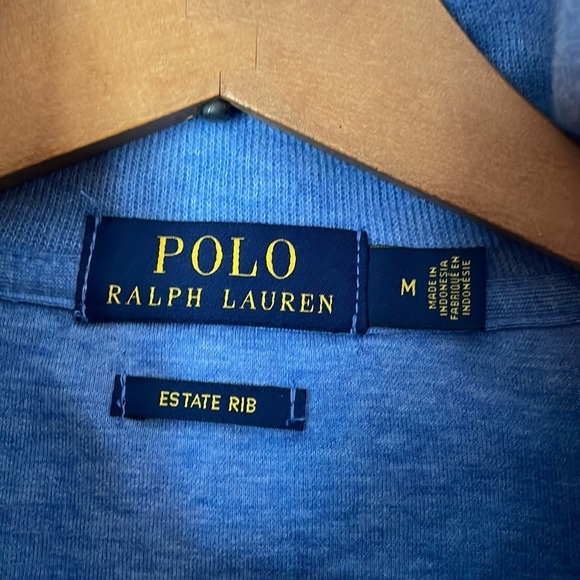 POLO
RALPH LAUREN
M
MADE IN
INDONESIA
FABRIQUÉ EN
INDONÉSIE
ESTATE RIB